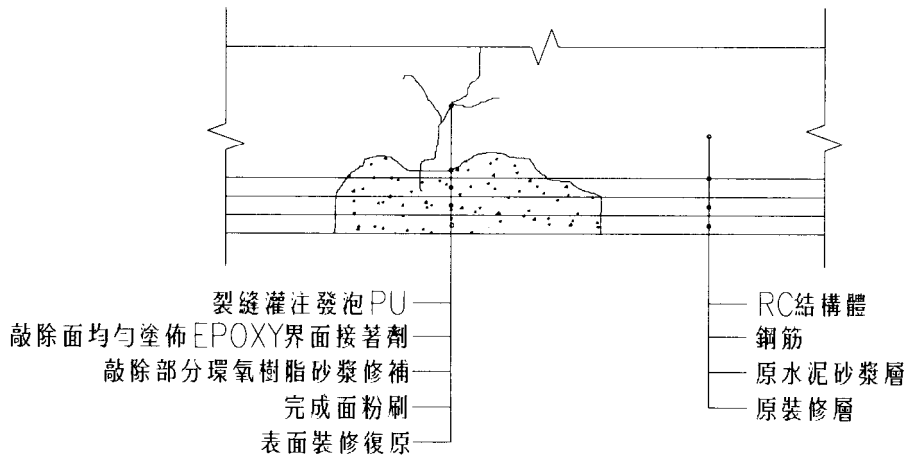 裂縫灌注發泡PU
敲除面均勻塗佈EPOXY界面接著劑
敲除部分環氧樹脂砂漿修補
完成面粉刷
表面裝修復原
RC結構體
鋼筋
原水泥砂漿層
原裝修層